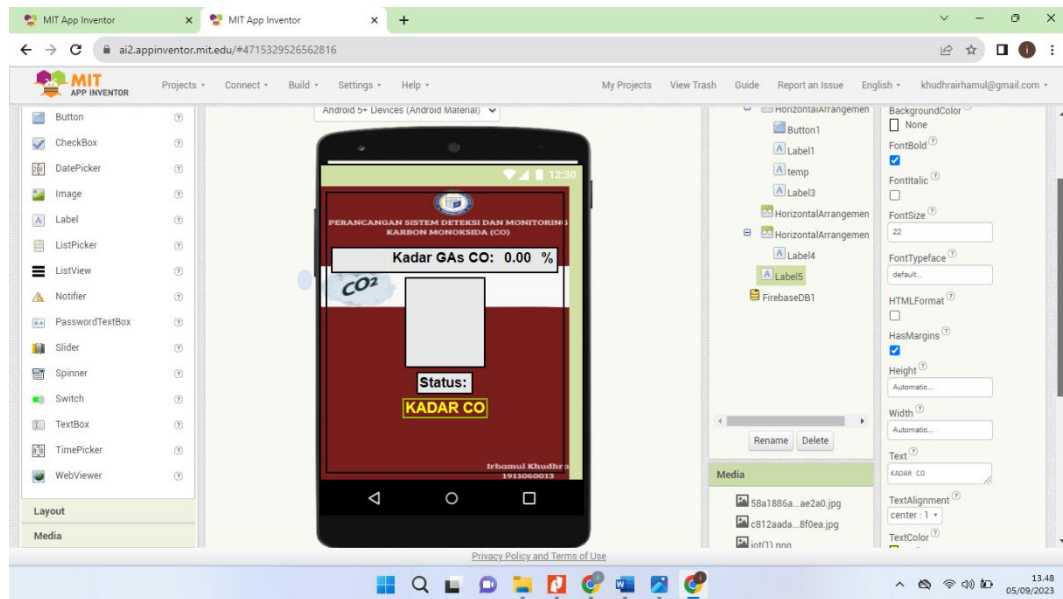 MIT App Inventor
MIT App Inventor
ai2.appinventor.mit.edu/#4715329526562816
MIT
APP INVENTOR
Projects
Connect
Build
Settings
Help
My Projects
View Trash
Guide
Report an Issue
English
khudhrairhamul@gmail.com
Button
CheckBox
DatePicker
Image
Label
ListPicker
ListView
Notifier
PasswordTextBox
Slider
Spinner
Switch
TextBox
TimePicker
WebViewer
Layout
Media
Android 5+ Devices (Android Material)
12:30
PERANCANGAN SISTEM DETEKSI DAN MONITORING
KARBON MONOKSIDA (CO)
Kadar GAs CO: 0.00 %
CO2
Status:
KADAR CO
Irhomul Khudhro
1911060013
HorizontalArrangemen
Button1
Label1
temp
Label3
HorizontalArrangemen
HorizontalArrangemen
Label4
Label5
FirebaseDB1
Rename
Delete
Media
58a1886a...ae2a0.jpg
c812aada...8f0ea.jpg
iot(1).png
BackgroundColor
None
FontBold
FontItalic
FontSize
22
FontTypeface
default...
HTMLFormat
HasMargins
Height
Automatic...
Width
Automatic...
Text
KADAR CO
TextAlignment
center : 1
TextColor
Privacy Policy and Terms of Use
13.48
05/09/2023